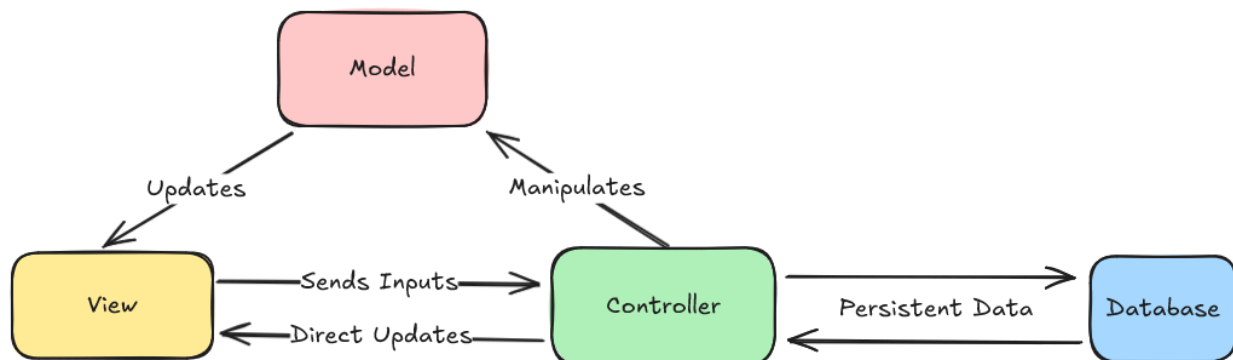 Model
Updates
Manipulates
View
Sends Inputs
Direct Updates
Controller
Persistent Data
Database